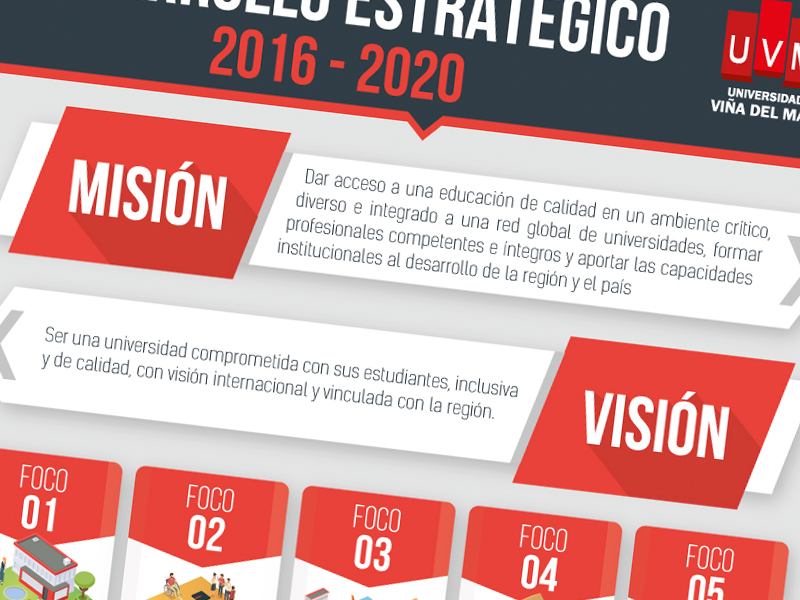 ESTRATÉGICO
2016 - 2020
UVM
UNIVERSIDAD
VIÑA DEL MA
MISIÓN
Dar acceso a una educación de calidad en un ambiente crítico,
diverso e integrado a una red global de universidades, formar
profesionales competentes e íntegros y aportar las capacidades
institucionales al desarrollo de la región y el país
Ser una universidad comprometida con sus estudiantes, inclusiva
y de calidad, con visión internacional y vinculada con la región.
VISIÓN
FOCO
01
FOCO
02
FOCO
03
FOCO
04
FOCO
05